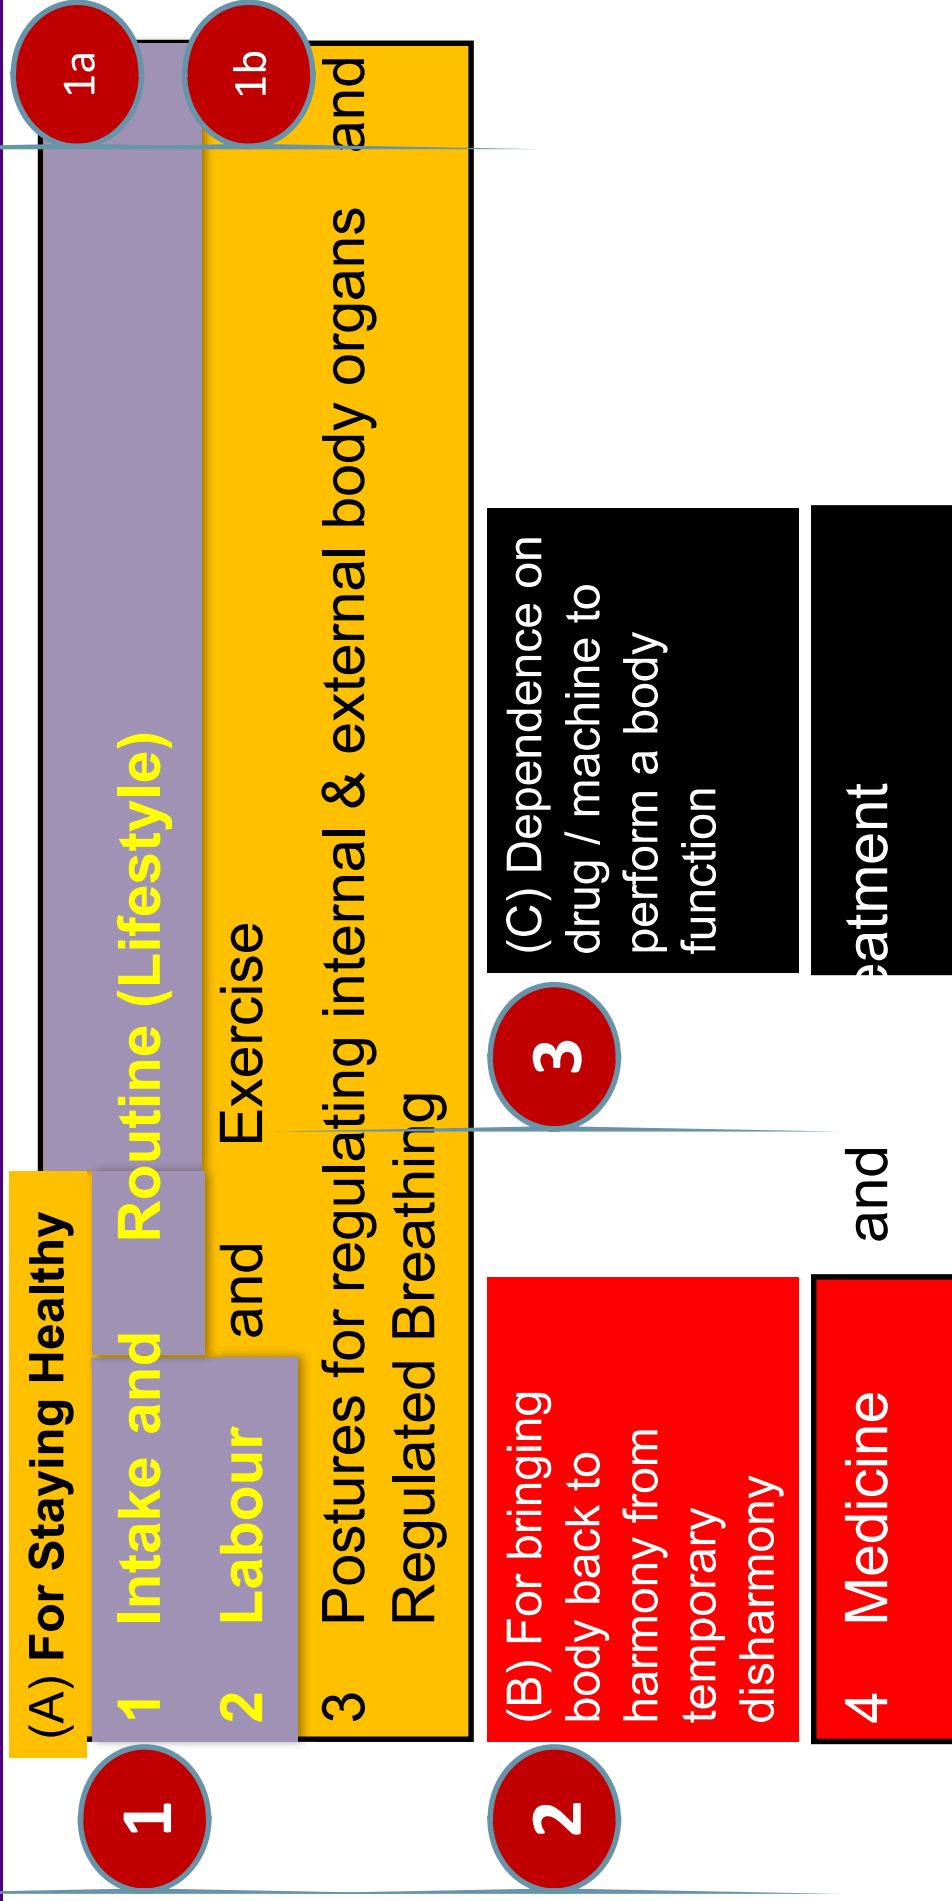 (A) For Staying Healthy
1a
1
1 Intake and Routine (Lifestyle)
1b
2 Labour and Exercise
3 Postures for regulating internal & external body organs and
Regulated Breathing
2
(B) For bringing
body back to
harmony from
temporary
disharmony
3
(C) Dependence on
drug / machine to
perform a body
function
4 Medicine and eatment